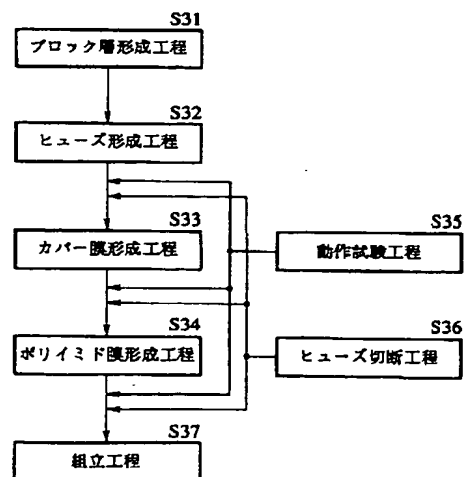 S31
ブロック層形成工程
S32
ヒューズ形成工程
S33
カバー膜形成工程
S35
動作試験工程
S34
ポリイミド膜形成工程
S36
ヒューズ切断工程
S37
組立工程